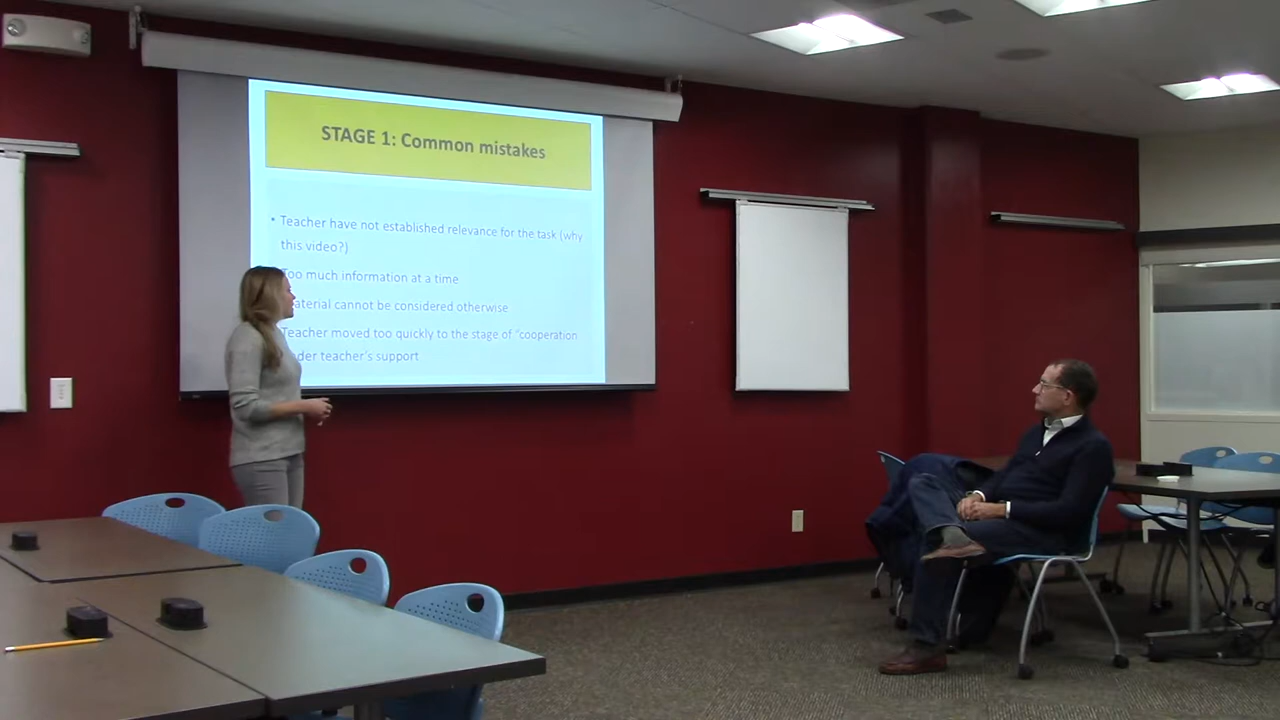 STAGE 1: Common mistakes
• Teacher have not established relevance for the task (why
this video?)
Too much information at a time
aterial cannot be considered otherwise
Teacher moved too quickly to the stage of "cooperation
der teacher's support